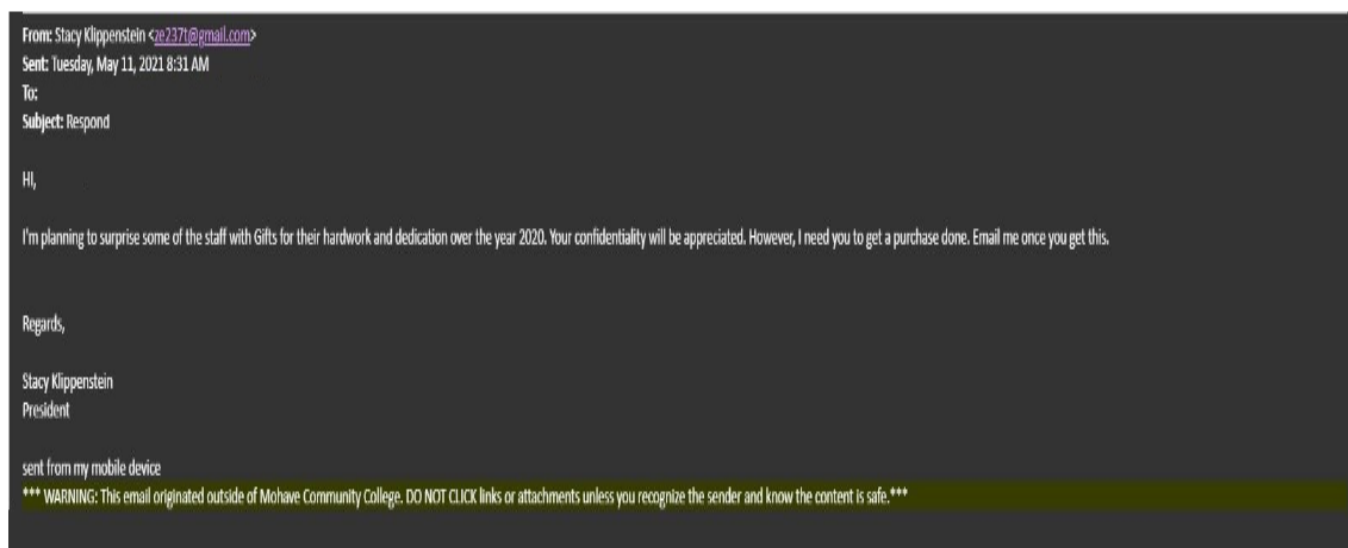 From: Stacy Klippenstein <ze237t@gmail.com>
Sent: Tuesday, May 11, 2021 8:31 AM
To:
Subject: Respond
HI,
I'm planning to surprise some of the staff with Gifts for their hardwork and dedication over the year 2020. Your confidentiality will be appreciated. However, I need you to get a purchase done. Email me once you get this.
Regards,
Stacy Klippenstein
President
sent from my mobile device
*** WARNING: This email originated outside of Mohave Community College. DO NOT CLICK links or attachments unless you recognize the sender and know the content is safe.***